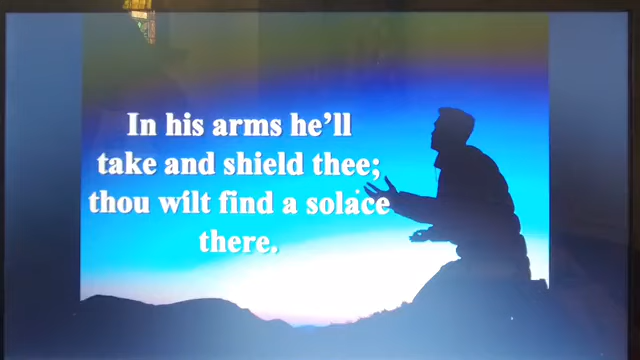 In his arms he'll
take and shield thee;
thou wilt find a solace
there.